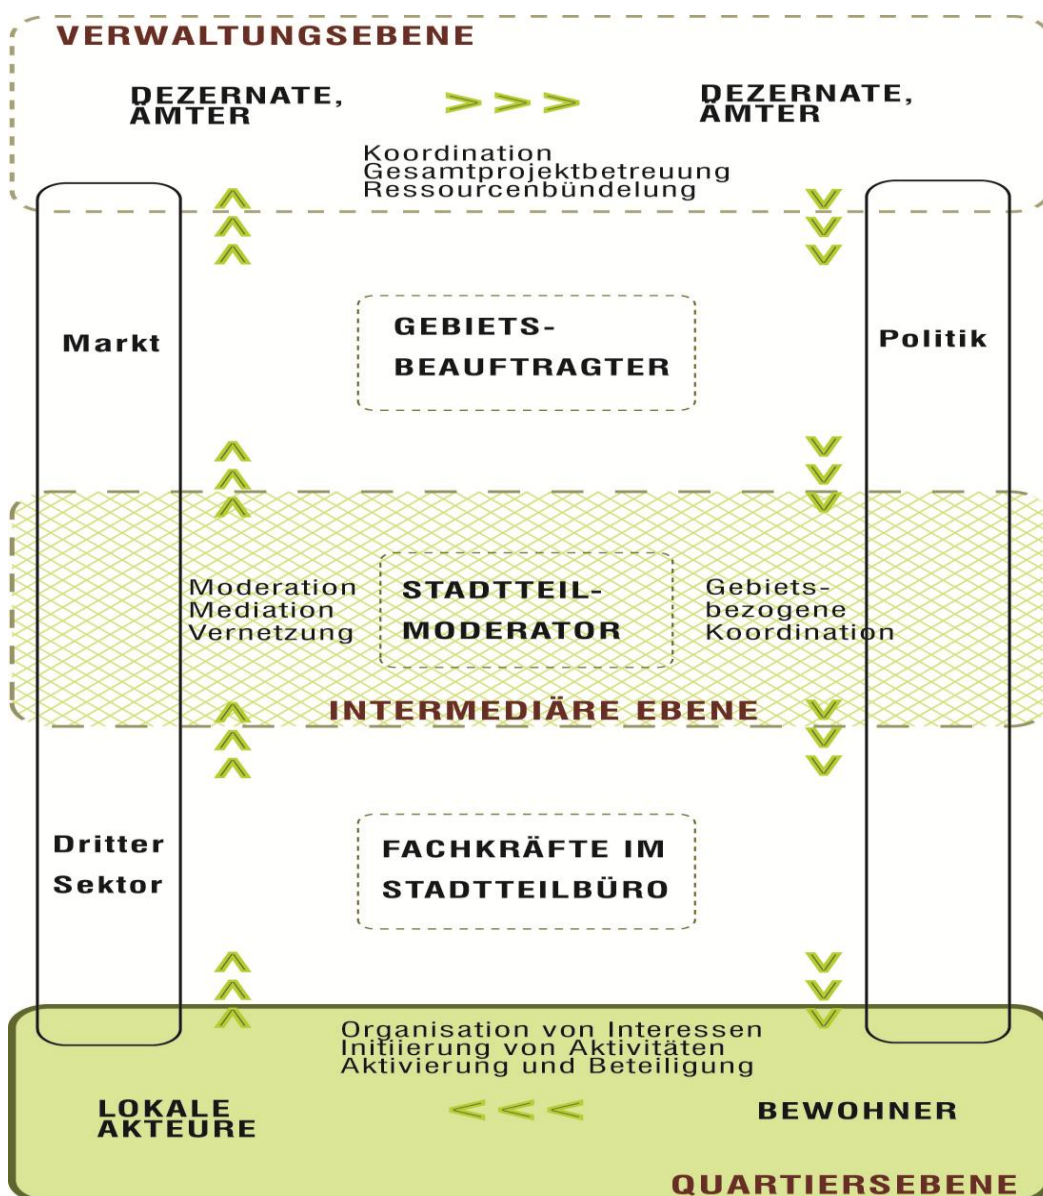 VERWALTUNGSEBENE
DEZERNATE,
ÄMTER
> > >
DEZERNATE,
ÄMTER
Koordination
Gesamtprojektbetreuung
Ressourcenbündelung
Markt
GEBIETS-
BEAUFTRAGTER
Politik
Moderation
Mediation
Vernetzung
STADTTEIL-
MODERATOR
Gebiets-
bezogene
Koordination
INTERMEDIÄRE EBENE
Dritter
Sektor
FACHKRÄFTE IM
STADTTEILBÜRO
Organisation von Interessen
Initiierung von Aktivitäten
Aktivierung und Beteiligung
LOKALE
AKTEURE
< < <
BEWOHNER
QUARTIERSEBENE